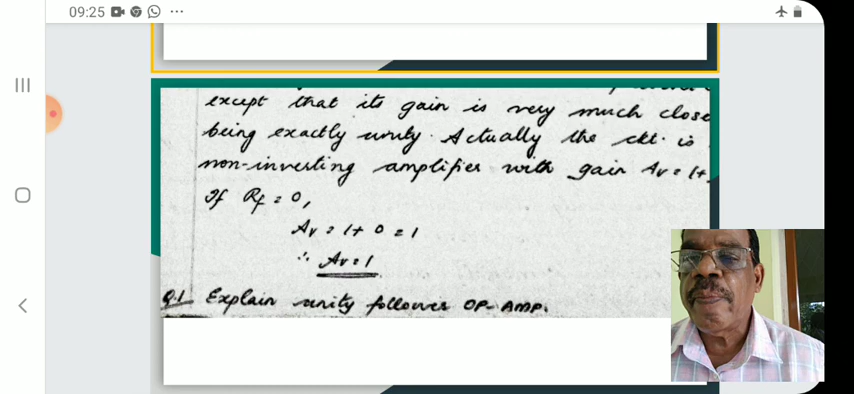 09:25
except that its gain is very much close
being exactly unity. Actually the ckt. is
non-inverting amplifier with gain Av = 1+
If Rf = 0,
Av = 1 + 0 = 1
∴ Av = 1
Q.1 Explain unity follower OP-AMP.